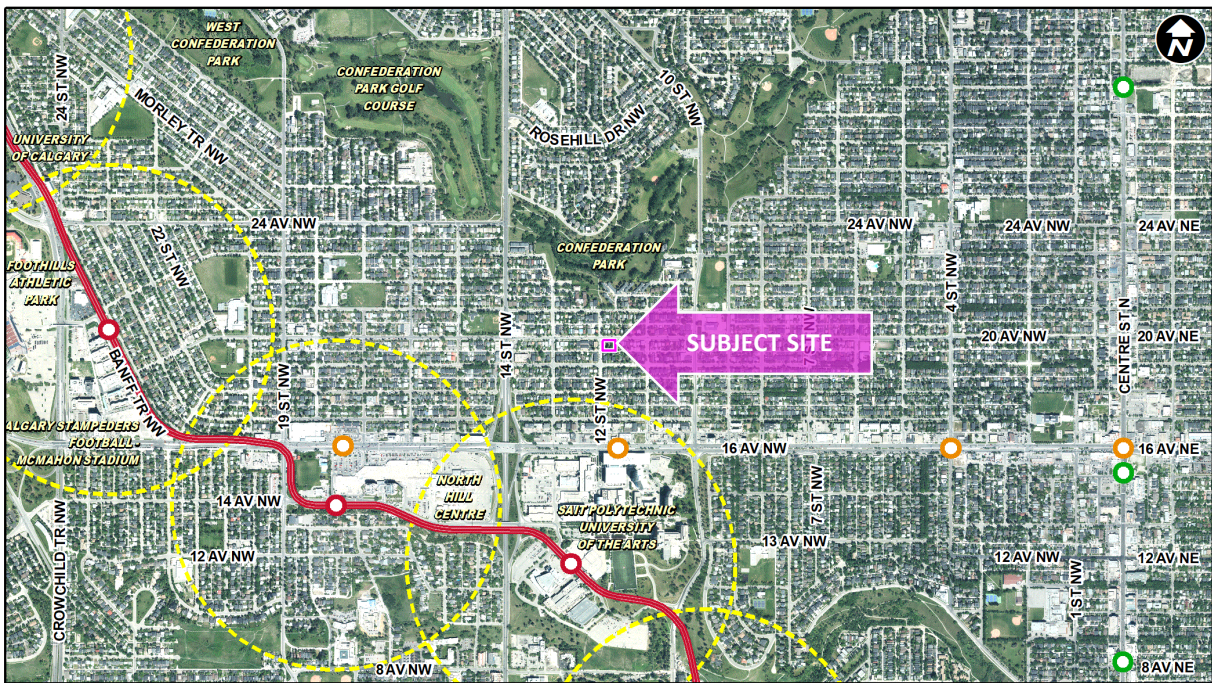 WEST
CONFEDERATION
PARK
N
24 ST NW
CONFEDERATION
PARK GOLF
COURSE
10 ST NW
MORLEY TR NW
ROSEHILL DR NW
UNIVERSITY
OF CALGARY
24 AV NW
24 AV NW
24 AV NW
24 AV NE
22 ST NW
CONFEDERATION
PARK
FOOTHILLS
ATHLETIC
PARK
4 ST NW
14 ST NW
SUBJECT SITE
20 AV NW
20 AV NE
CENTRE ST N
BANFF TR NW
19 ST NW
12 ST NW
ALGARY STAMPEDERS
FOOTBALL -
MCMAHON STADIUM
16 AV NW
16 AV NE
NORTH
HILL
CENTRE
14 AV NW
7 ST NW
SAIT POLYTECHNIC
UNIVERSITY
OF THE ARTS
13 AV NW
12 AV NW
12 AV NW
12 AV NE
CROWCHILD TR NW
1 ST NW
8 AV NW
8 AV NE